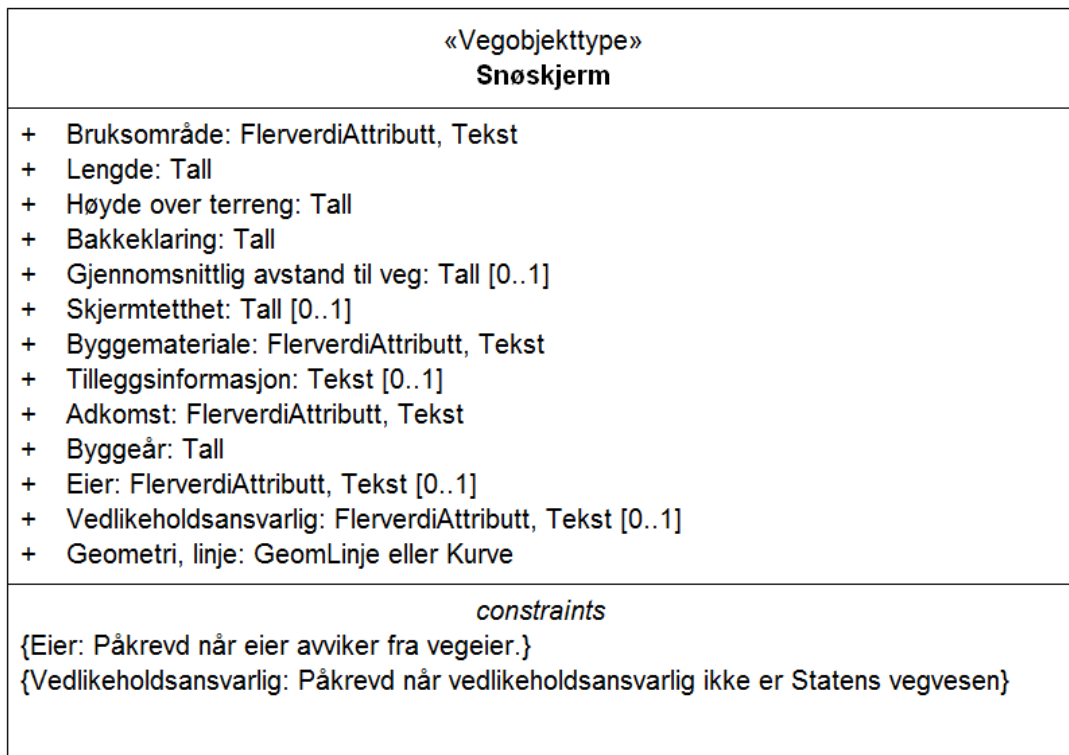 «Vegobjekttype»
Snøskjerm
+ Bruksområde: FlerverdiAttributt, Tekst
+ Lengde: Tall
+ Høyde over terreng: Tall
+ Bakkeklaring: Tall
+ Gjennomsnittlig avstand til veg: Tall [0..1]
+ Skjermtetthet: Tall [0..1]
+ Byggemateriale: FlerverdiAttributt, Tekst
+ Tilleggsinformasjon: Tekst [0..1]
+ Adkomst: FlerverdiAttributt, Tekst
+ Byggeår: Tall
+ Eier: FlerverdiAttributt, Tekst [0..1]
+ Vedlikeholdsansvarlig: FlerverdiAttributt, Tekst [0..1]
+ Geometri, linje: GeomLinje eller Kurve
constraints
{Eier: Påkrevd når eier avviker fra vegeier.}
{Vedlikeholdsansvarlig: Påkrevd når vedlikeholdsansvarlig ikke er Statens vegvesen}